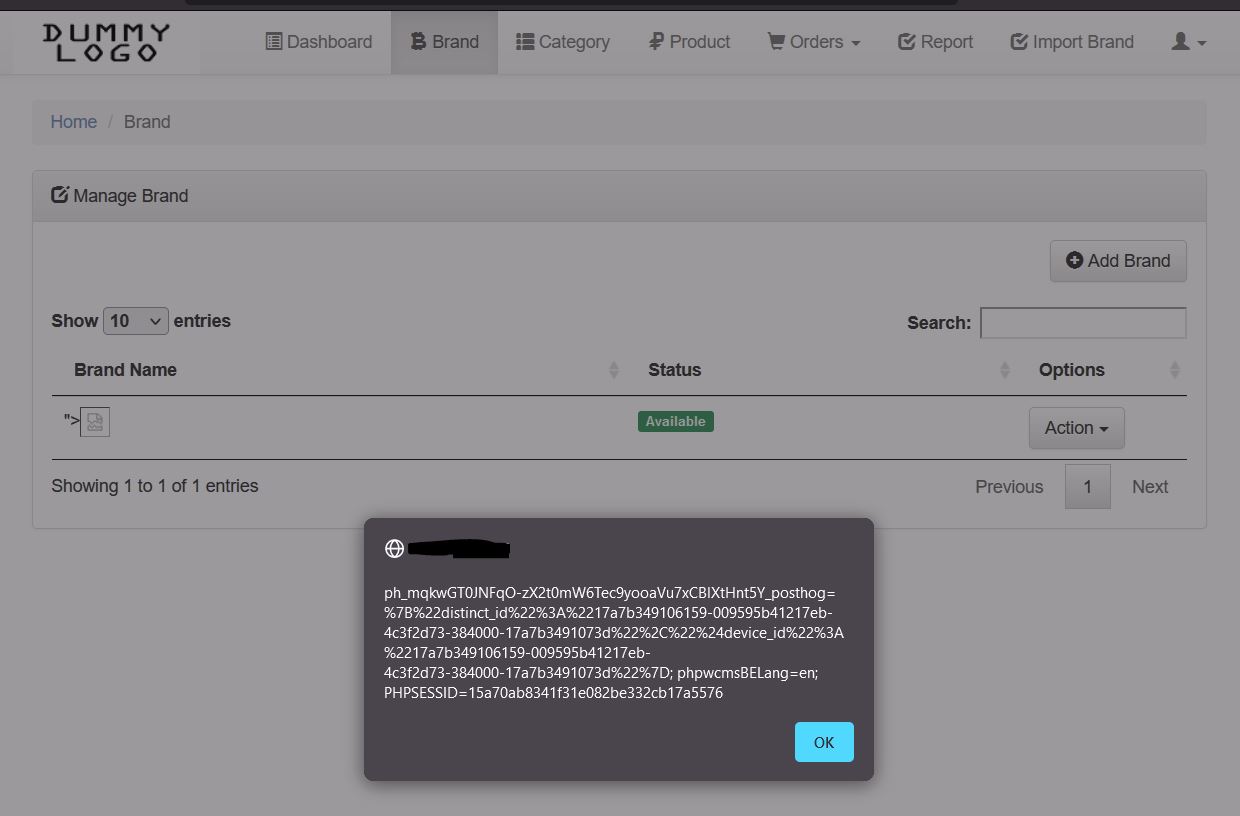 DUMMY
LOGO
Dashboard Brand Category Product Orders Report Import Brand
Home / Brand
Manage Brand
Add Brand
Show 10 entries Search:
Brand Name Status Options
"> Available Action
Showing 1 to 1 of 1 entries Previous 1 Next
ph_mqkwGT0JNFqO-zX2t0mW6Tec9yooaVu7xCBlXtHnt5Y_posthog=
%7B%22distinct_id%22%3A%2217a7b349106159-009595b41217eb-
4c3f2d73-384000-17a7b3491073d%22%2C%22%24device_id%22%3A
%2217a7b349106159-009595b41217eb-
4c3f2d73-384000-17a7b3491073d%22%7D; phpwcmsBELang=en;
PHPSESSID=15a70ab8341f31e082be332cb17a5576
OK